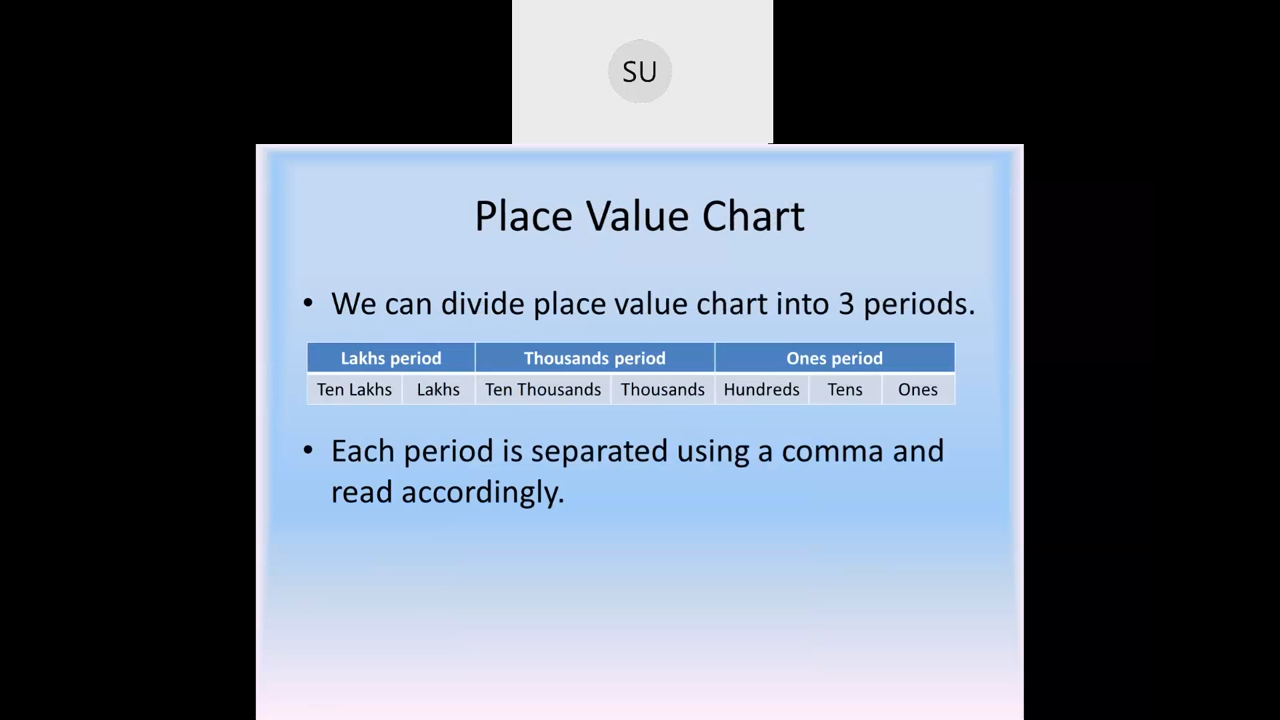 SU
Place Value Chart
• We can divide place value chart into 3 periods.
Lakhs period Thousands period Ones period
Ten Lakhs Lakhs Ten Thousands Thousands Hundreds Tens Ones
• Each period is separated using a comma and
read accordingly.